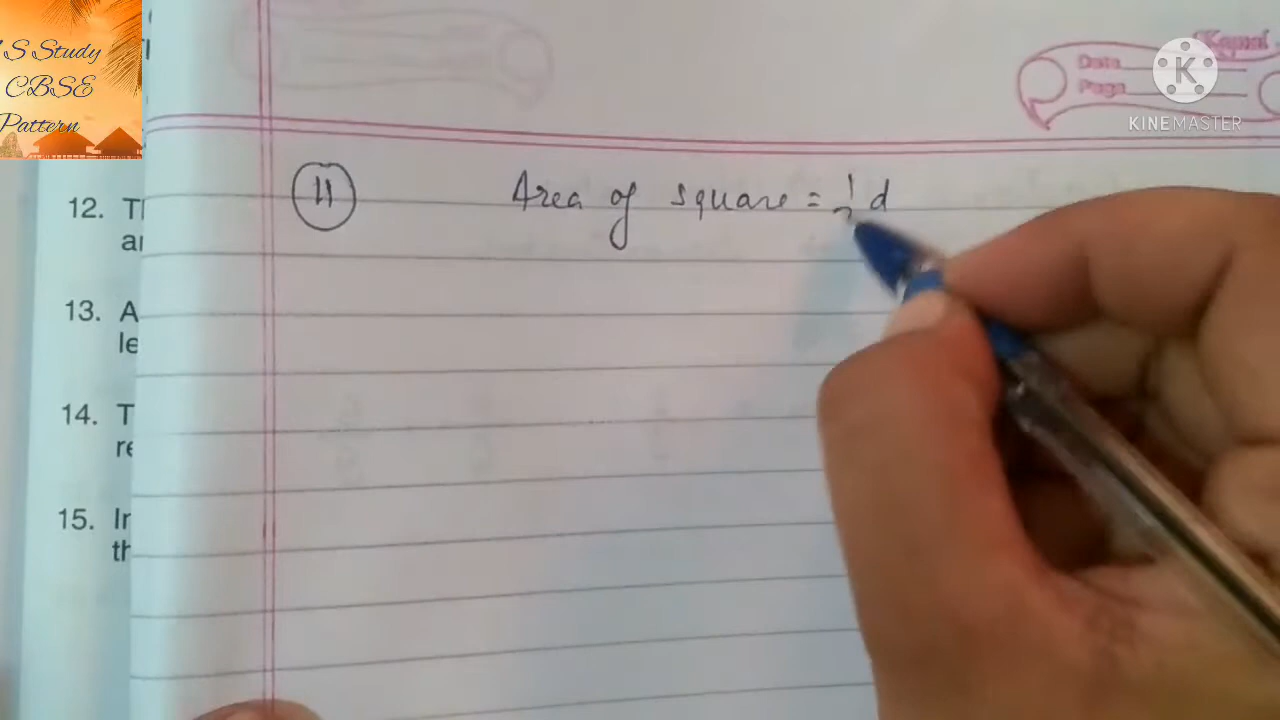 S Study
CBSE
Pattern
Kamal
Date
Page
KINEMASTER
11 Area of square = 1/2 d
12. T
a
13. A
le
14. T
re
15. Ir
th